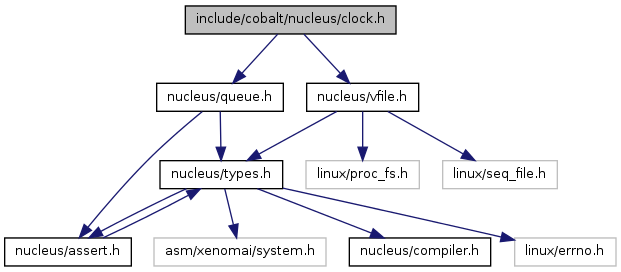 include/cobalt/nucleus/clock.h
nucleus/queue.h
nucleus/vfile.h
nucleus/types.h
linux/proc_fs.h
linux/seq_file.h
nucleus/assert.h
asm/xenomai/system.h
nucleus/compiler.h
linux/errno.h